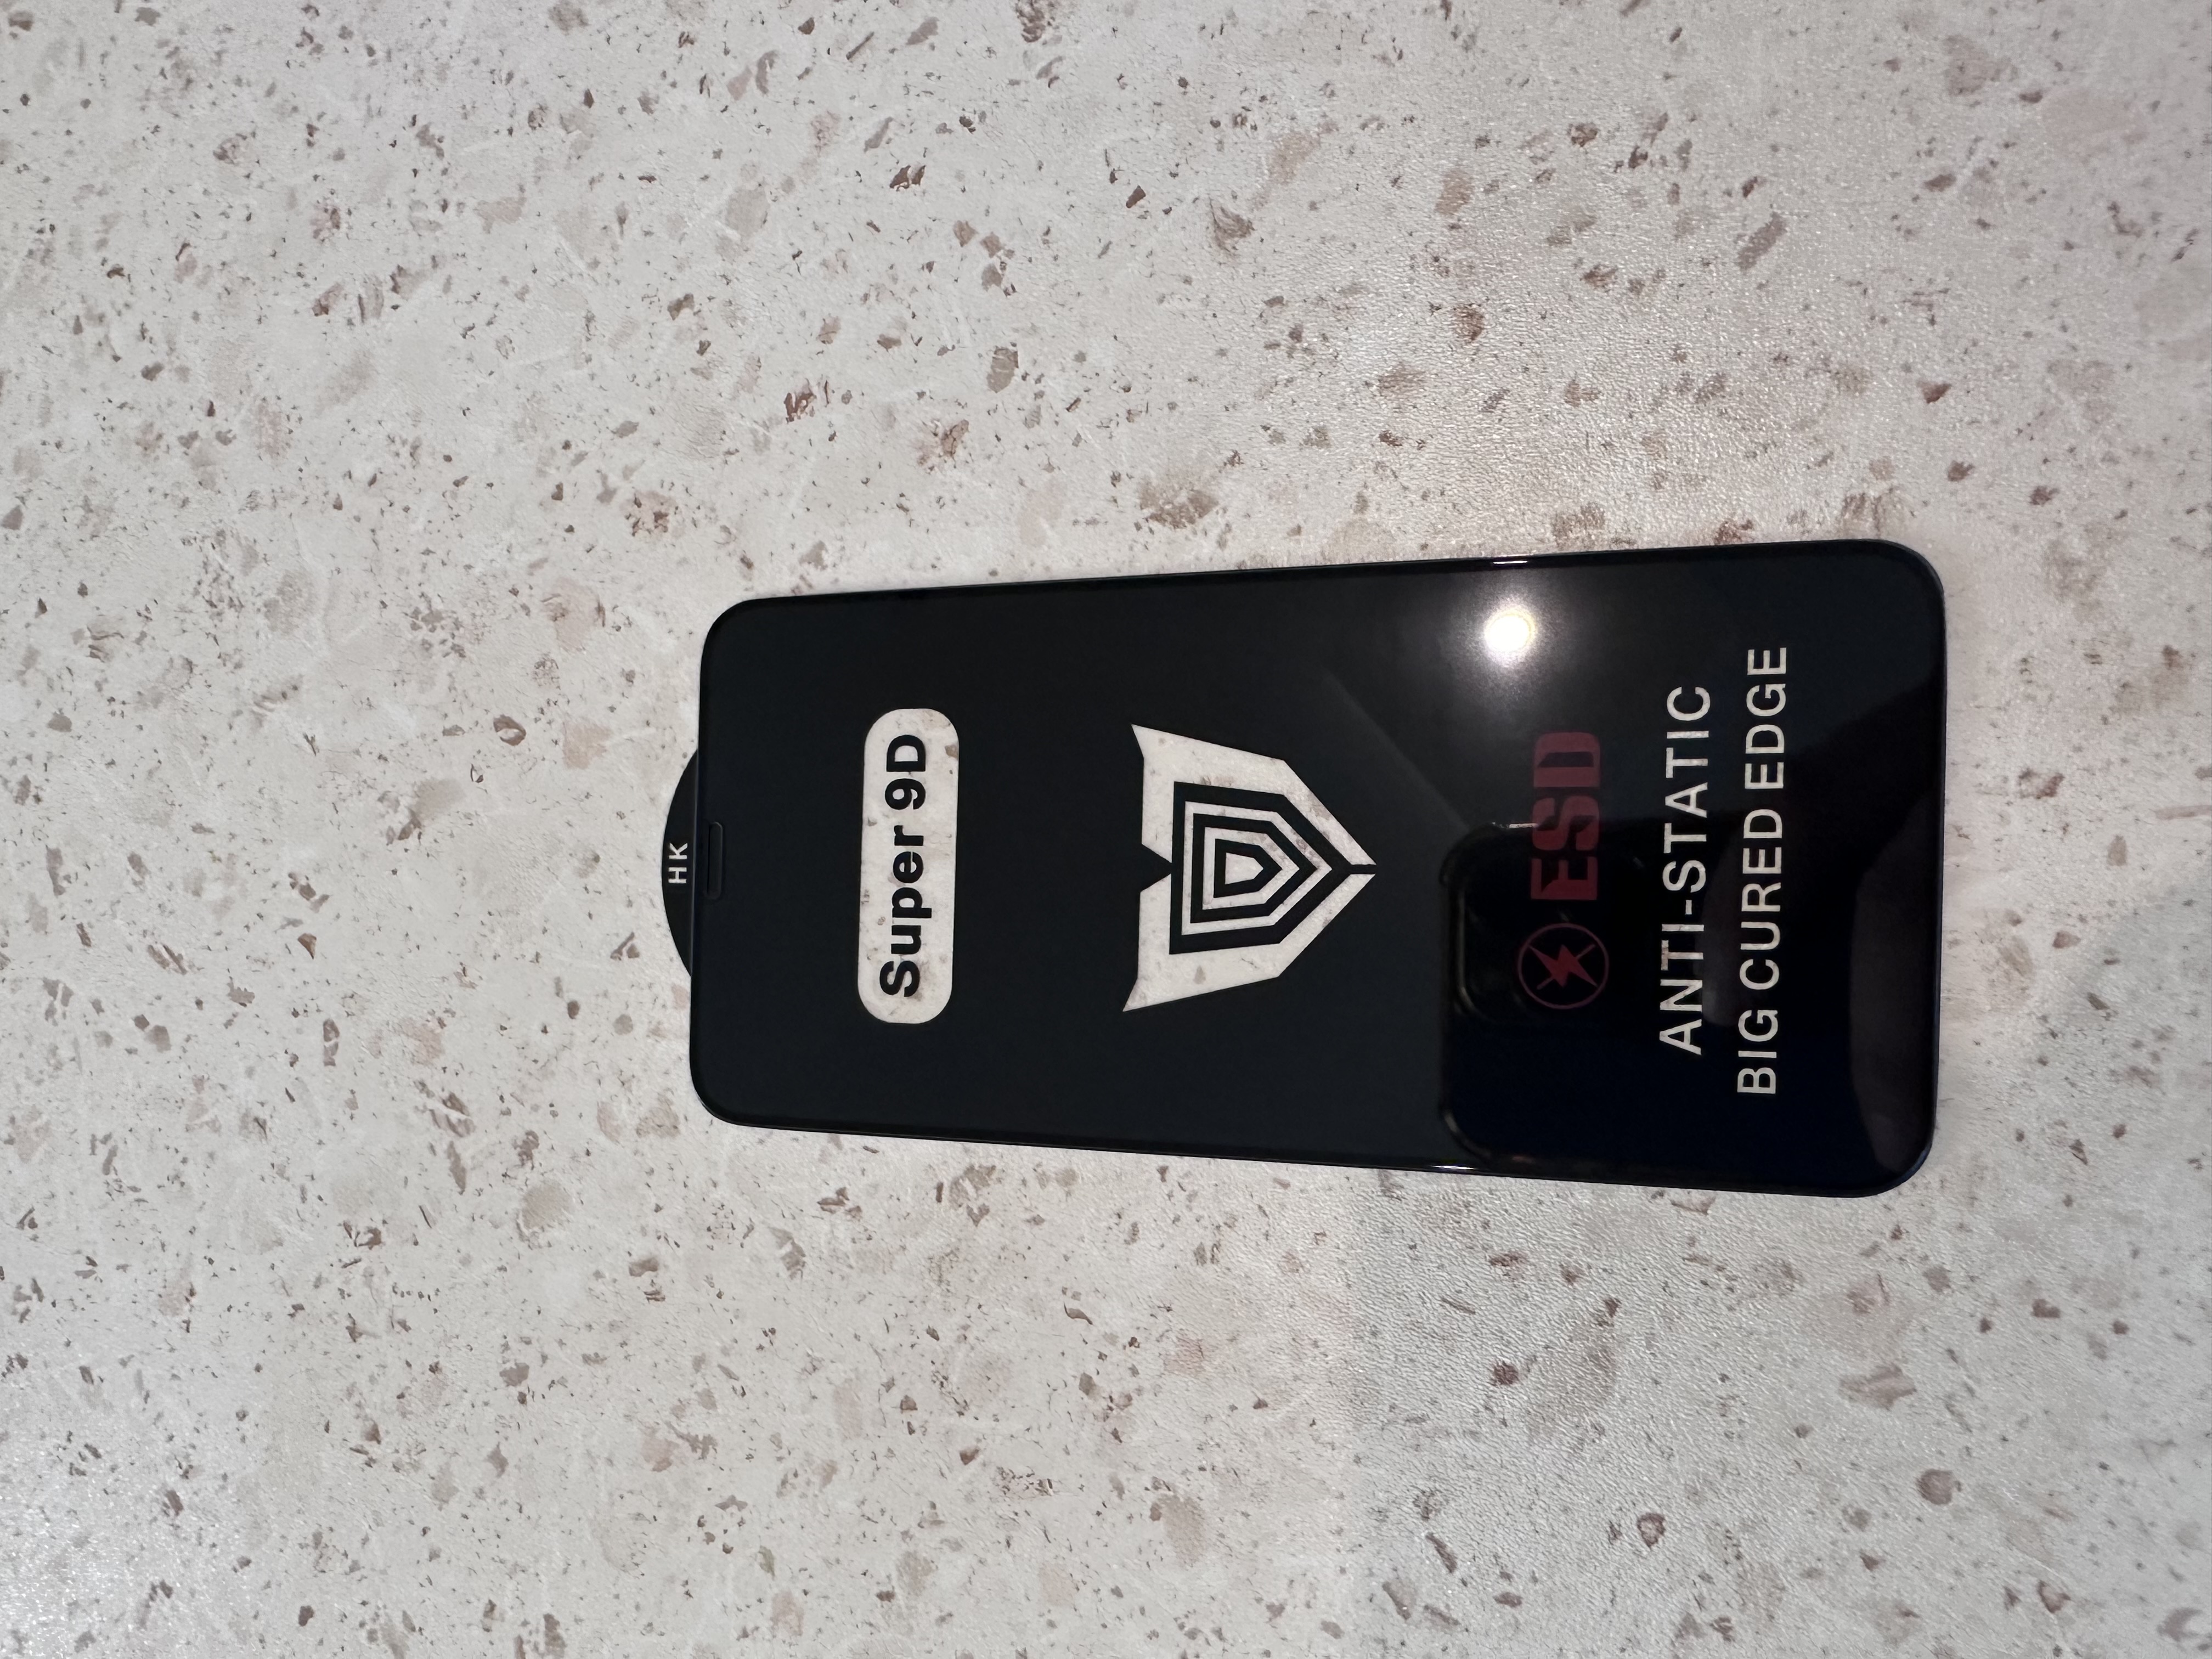 HK
Super 9D
ESD
ANTI-STATIC
BIG CURED EDGE